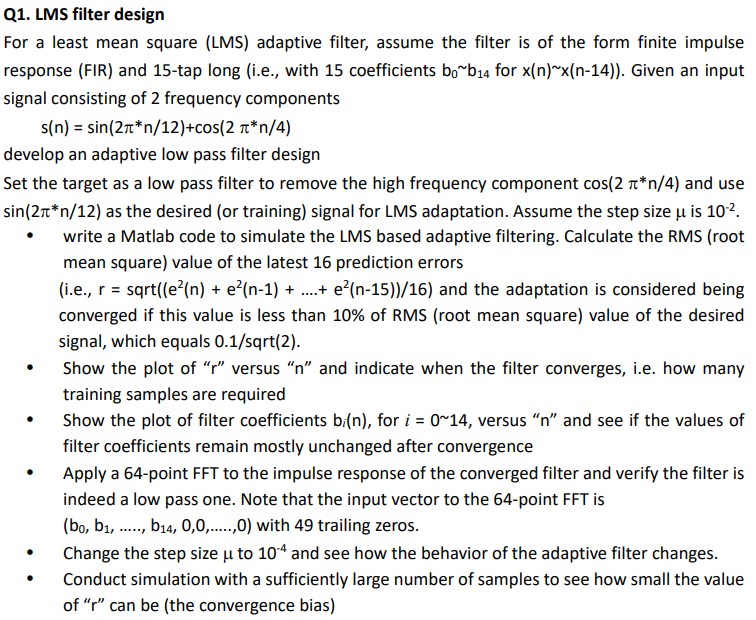 Q1. LMS filter design
For a least mean square (LMS) adaptive filter, assume the filter is of the form finite impulse
response (FIR) and 15-tap long (i.e., with 15 coefficients b₀~b₁₄ for x(n)~x(n-14)). Given an input
signal consisting of 2 frequency components
s(n) = sin(2π*n/12)+cos(2 π*n/4)
develop an adaptive low pass filter design
Set the target as a low pass filter to remove the high frequency component cos(2 π*n/4) and use
sin(2π*n/12) as the desired (or training) signal for LMS adaptation. Assume the step size μ is 10⁻².
• write a Matlab code to simulate the LMS based adaptive filtering. Calculate the RMS (root
mean square) value of the latest 16 prediction errors
(i.e., r = sqrt((e²(n) + e²(n-1) + ....+ e²(n-15))/16) and the adaptation is considered being
converged if this value is less than 10% of RMS (root mean square) value of the desired
signal, which equals 0.1/sqrt(2).
• Show the plot of “r” versus “n” and indicate when the filter converges, i.e. how many
training samples are required
• Show the plot of filter coefficients bᵢ(n), for i = 0~14, versus “n” and see if the values of
filter coefficients remain mostly unchanged after convergence
• Apply a 64-point FFT to the impulse response of the converged filter and verify the filter is
indeed a low pass one. Note that the input vector to the 64-point FFT is
(b₀, b₁, ....., b₁₄, 0,0,.....,0) with 49 trailing zeros.
• Change the step size μ to 10⁻⁴ and see how the behavior of the adaptive filter changes.
• Conduct simulation with a sufficiently large number of samples to see how small the value
of “r” can be (the convergence bias)